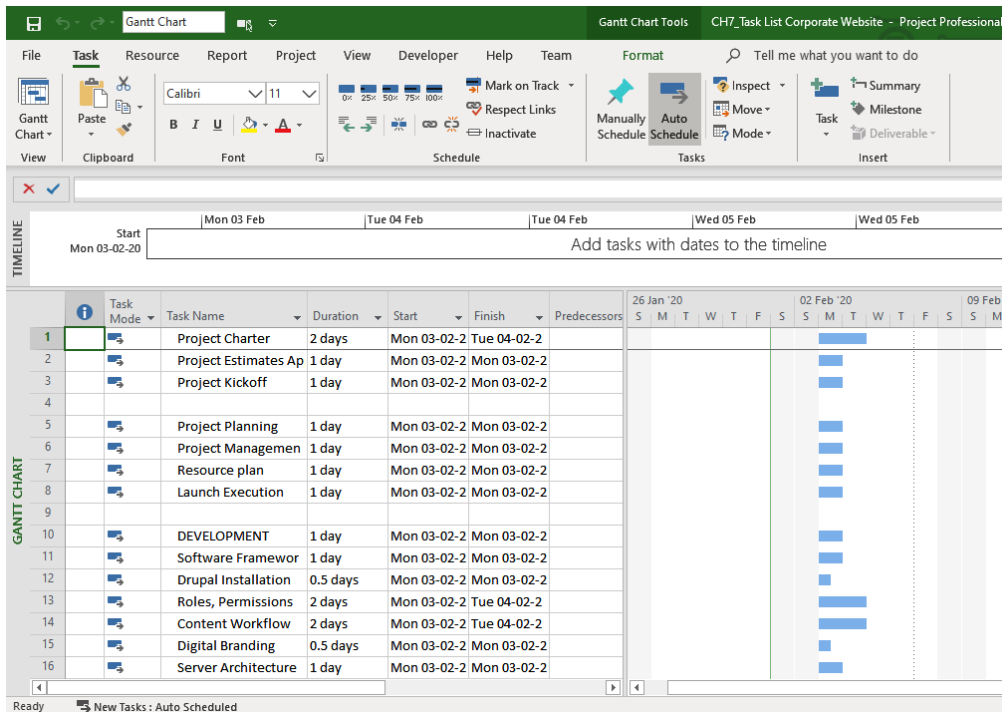 Gantt Chart
Gantt Chart Tools
CH7_Task List Corporate Website - Project Professional
File Task Resource Report Project View Developer Help Team Format Tell me what you want to do
Gantt Chart
View
Paste
Clipboard
Calibri 11
B I U A
Font
0× 25× 50× 75× 100×
Mark on Track
Respect Links
Inactivate
Schedule
Manually Schedule
Auto Schedule
Inspect
Move
Mode
Tasks
Task
Summary
Milestone
Deliverable
Insert
TIMELINE
Start
Mon 03-02-20
Mon 03 Feb Tue 04 Feb Tue 04 Feb Wed 05 Feb Wed 05 Feb
Add tasks with dates to the timeline
GANTT CHART
Task Mode Task Name Duration Start Finish Predecessors
26 Jan '20 02 Feb '20 09 Feb
S M T W T F S S M T W T F S S M
1 Project Charter 2 days Mon 03-02-2 Tue 04-02-2
2 Project Estimates Ap 1 day Mon 03-02-2 Mon 03-02-2
3 Project Kickoff 1 day Mon 03-02-2 Mon 03-02-2
4
5 Project Planning 1 day Mon 03-02-2 Mon 03-02-2
6 Project Managemen 1 day Mon 03-02-2 Mon 03-02-2
7 Resource plan 1 day Mon 03-02-2 Mon 03-02-2
8 Launch Execution 1 day Mon 03-02-2 Mon 03-02-2
9
10 DEVELOPMENT 1 day Mon 03-02-2 Mon 03-02-2
11 Software Framewor 1 day Mon 03-02-2 Mon 03-02-2
12 Drupal Installation 0.5 days Mon 03-02-2 Mon 03-02-2
13 Roles, Permissions 2 days Mon 03-02-2 Tue 04-02-2
14 Content Workflow 2 days Mon 03-02-2 Tue 04-02-2
15 Digital Branding 0.5 days Mon 03-02-2 Mon 03-02-2
16 Server Architecture 1 day Mon 03-02-2 Mon 03-02-2
Ready New Tasks : Auto Scheduled